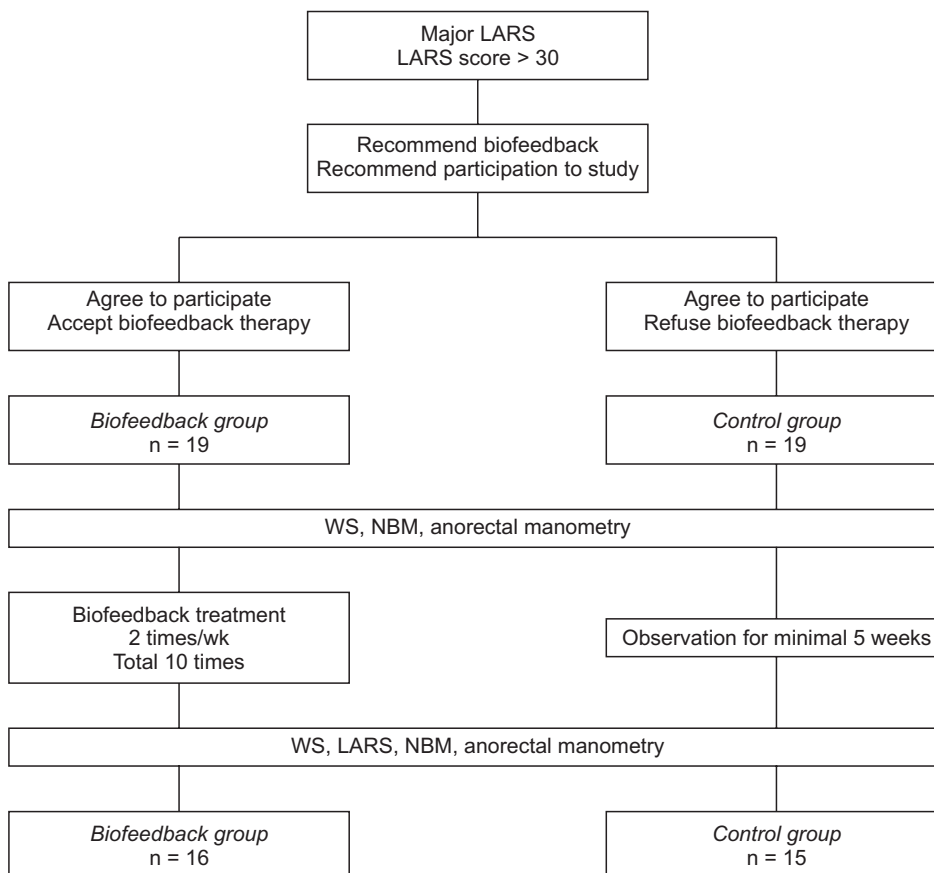 Major LARS
LARS score > 30
Recommend biofeedback
Recommend participation to study
Agree to participate
Accept biofeedback therapy
Agree to participate
Refuse biofeedback therapy
Biofeedback group
n = 19
Control group
n = 19
WS, NBM, anorectal manometry
Biofeedback treatment
2 times/wk
Total 10 times
Observation for minimal 5 weeks
WS, LARS, NBM, anorectal manometry
Biofeedback group
n = 16
Control group
n = 15